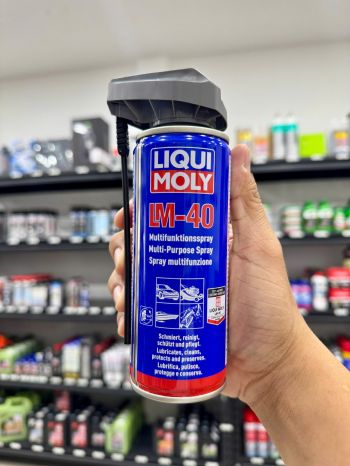 LIQUI
MOLY
LM-40
Multifunktionsspray
Multi-Purpose Spray
Spray multifunzione
Schmiert, reinigt,
schützt und pflegt.
Lubricates, cleans,
protects and preserves.
Lubrifica, pulisce,
protegge e conserva.